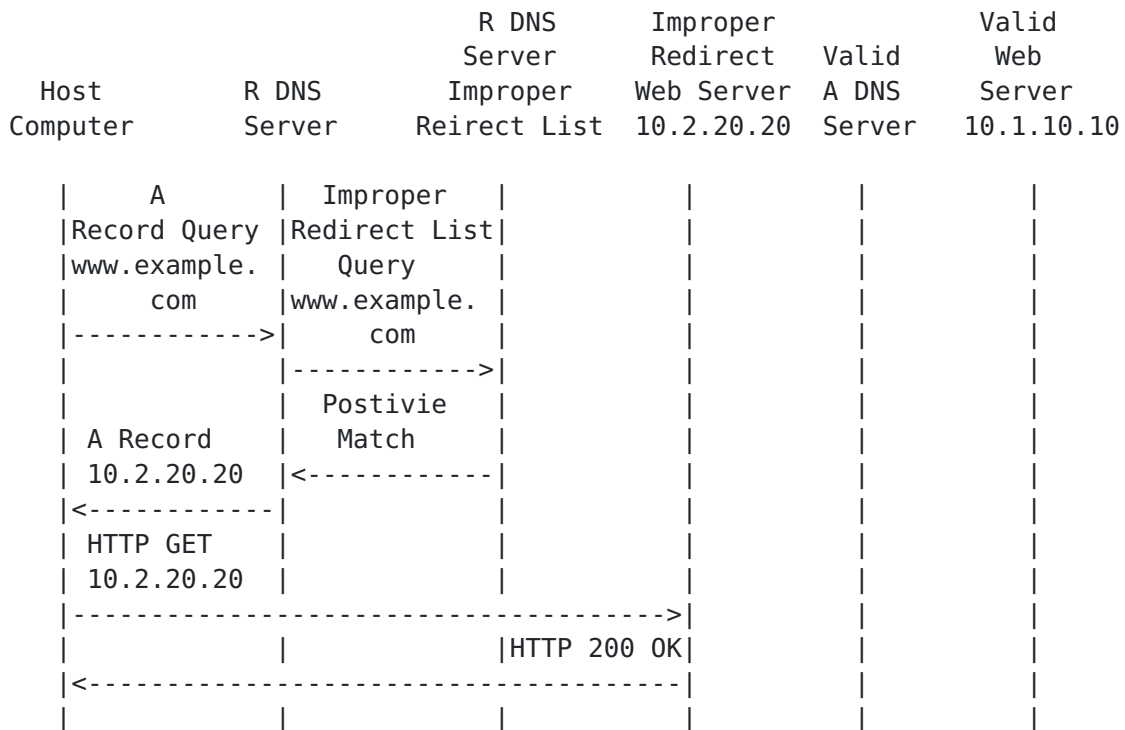 R DNS      Improper             Valid
                             Server      Redirect   Valid      Web
  Host         R DNS        Improper    Web Server  A DNS     Server
Computer       Server     Reirect List  10.2.20.20  Server   10.1.10.10

   |     A       |  Improper   |           |          |          |
   |Record Query |Redirect List|           |          |          |
   |www.example. |   Query     |           |          |          |
   |     com     |www.example. |           |          |          |
   |------------>|     com     |           |          |          |
   |             |------------>|           |          |          |
   |             |  Postivie   |           |          |          |
   | A Record    |   Match     |           |          |          |
   | 10.2.20.20  |<------------|           |          |          |
   |<------------|             |           |          |          |
   | HTTP GET    |             |           |          |          |
   | 10.2.20.20  |             |           |          |          |
   |-------------------------------------->|          |          |
   |             |             |HTTP 200 OK|          |          |
   |<--------------------------------------|          |          |
   |             |             |           |          |          |